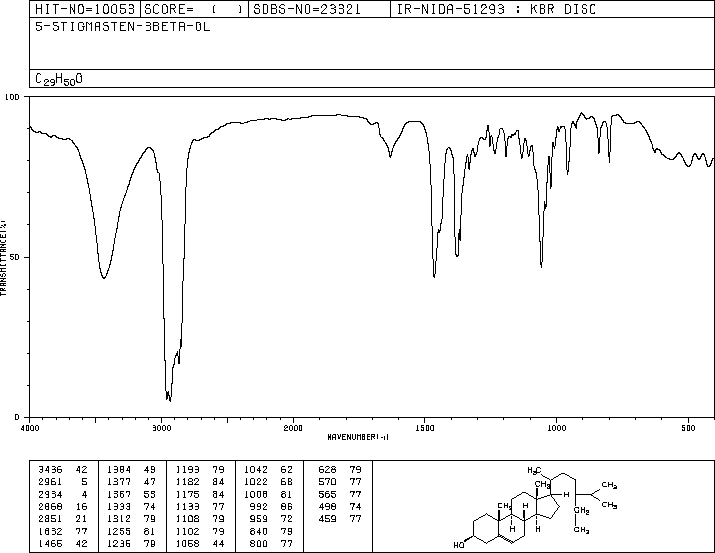 HIT-NO=10053 SCORE= ( ) SDBS-NO=23321 IR-NIDA-51293 : KBR DISC
5-STIGMASTEN-3BETA-OL
C29H50O
100
50
0
TRANSMITTANCE(%)
4000 3000 2000 1500 1000 500
WAVENUMBER(-1)
3436 42 1384 49 1193 79 1042 62 628 79
2961 5 1377 47 1182 84 1022 68 570 77
2934 4 1367 55 1175 84 1008 81 565 77
2868 16 1333 74 1133 77 992 86 498 74
2851 21 1312 79 1108 79 959 72 459 77
1632 77 1255 81 1102 79 840 79
1466 42 1236 79 1058 44 800 77
H3C
CH3
CH3
CH3
CH3
CH3
H
H
H
H
HO